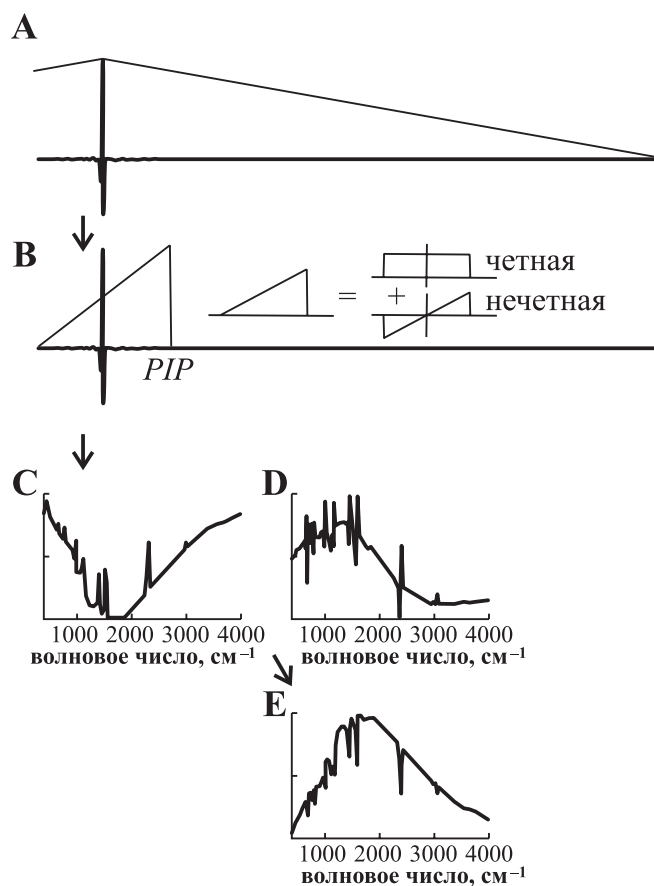 A
B
четная
= +
нечетная
PIP
C
D
1000 2000 3000 4000
волновое число, см⁻¹
1000 2000 3000 4000
волновое число, см⁻¹
E
1000 2000 3000 4000
волновое число, см⁻¹